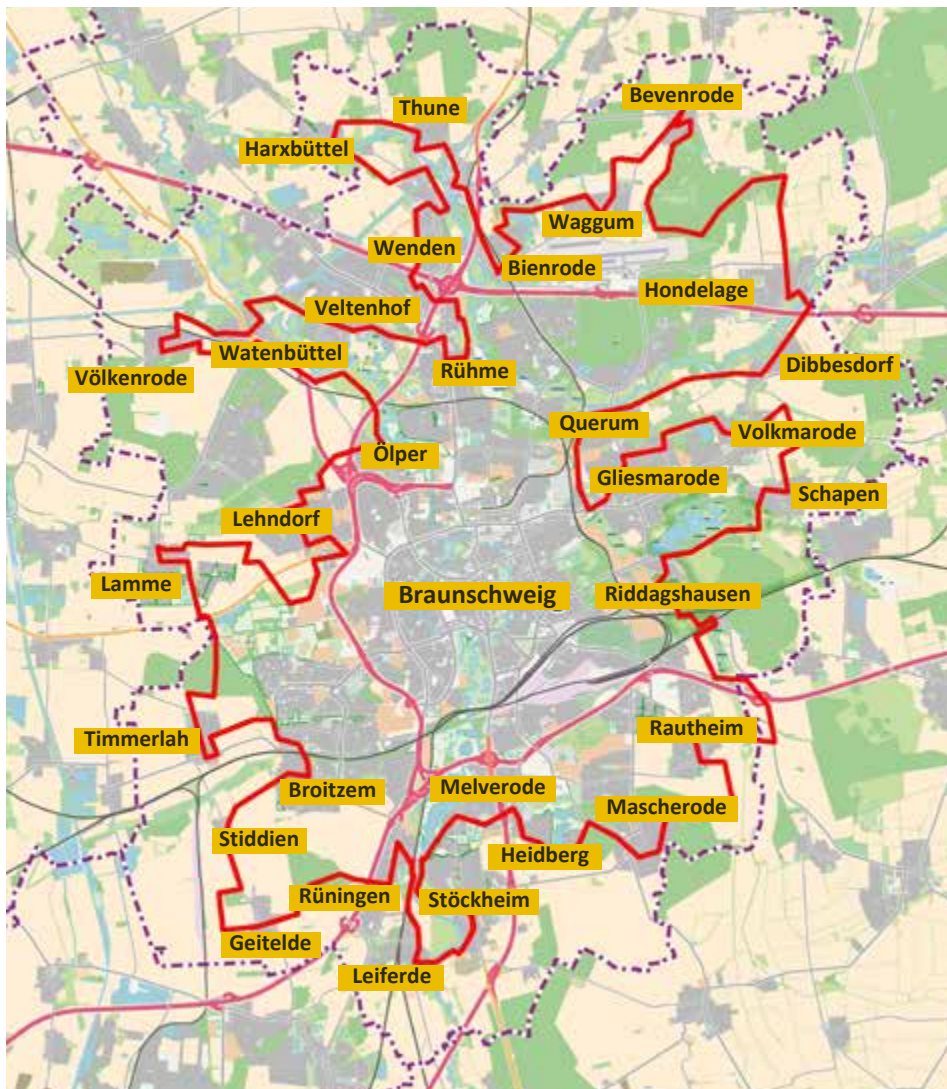 Bevenrode
Thune
Harxbüttel
Waggum
Wenden
Bienrode
Hondelage
Veltenhof
Watenbüttel
Dibbesdorf
Rühme
Völkenrode
Querum
Volkmarode
Ölper
Gliesmarode
Schapen
Lehndorf
Lamme
Braunschweig
Riddagshausen
Timmerlah
Rautheim
Broitzem
Melverode
Mascherode
Stiddien
Heidberg
Rüningen
Stöckheim
Geitelde
Leiferde